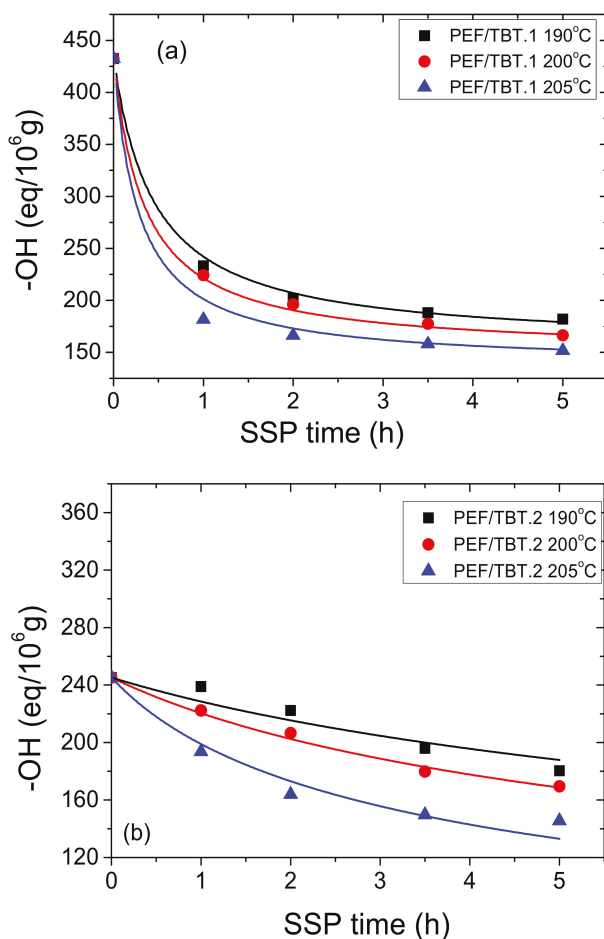 (a)
PEF/TBT.1 190°C
PEF/TBT.1 200°C
PEF/TBT.1 205°C
-OH (eq/10⁶g)
450
400
350
300
250
200
150
0 1 2 3 4 5
SSP time (h)
PEF/TBT.2 190°C
PEF/TBT.2 200°C
PEF/TBT.2 205°C
-OH (eq/10⁶g)
360
320
280
240
200
160
120
(b)
0 1 2 3 4 5
SSP time (h)